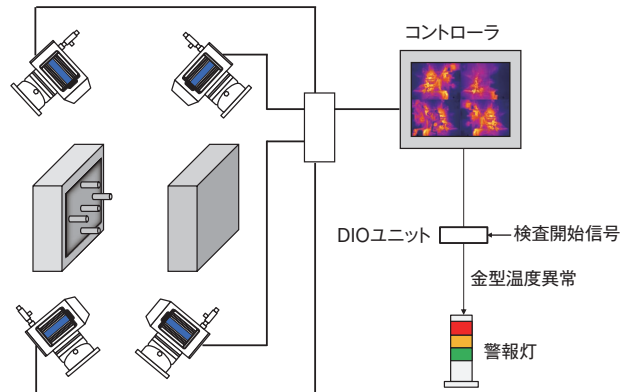 コントローラ
DIOユニット
検査開始信号
金型温度異常
警報灯